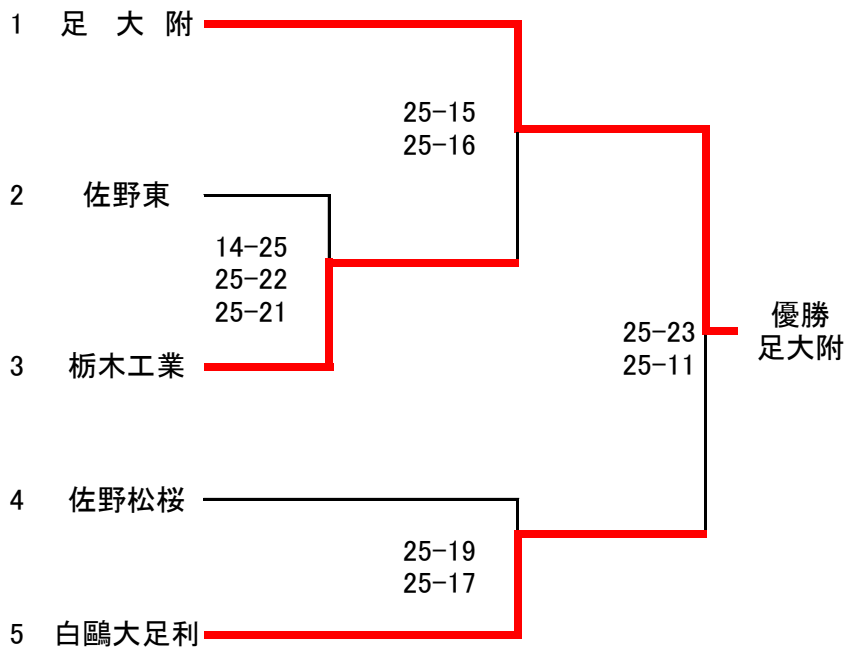 1 足 大 附
25-15
25-16
2 佐野東
14-25
25-22
25-21
3 栃木工業
25-23
25-11
優勝
足大附
4 佐野松桜
25-19
25-17
5 白鷗大足利